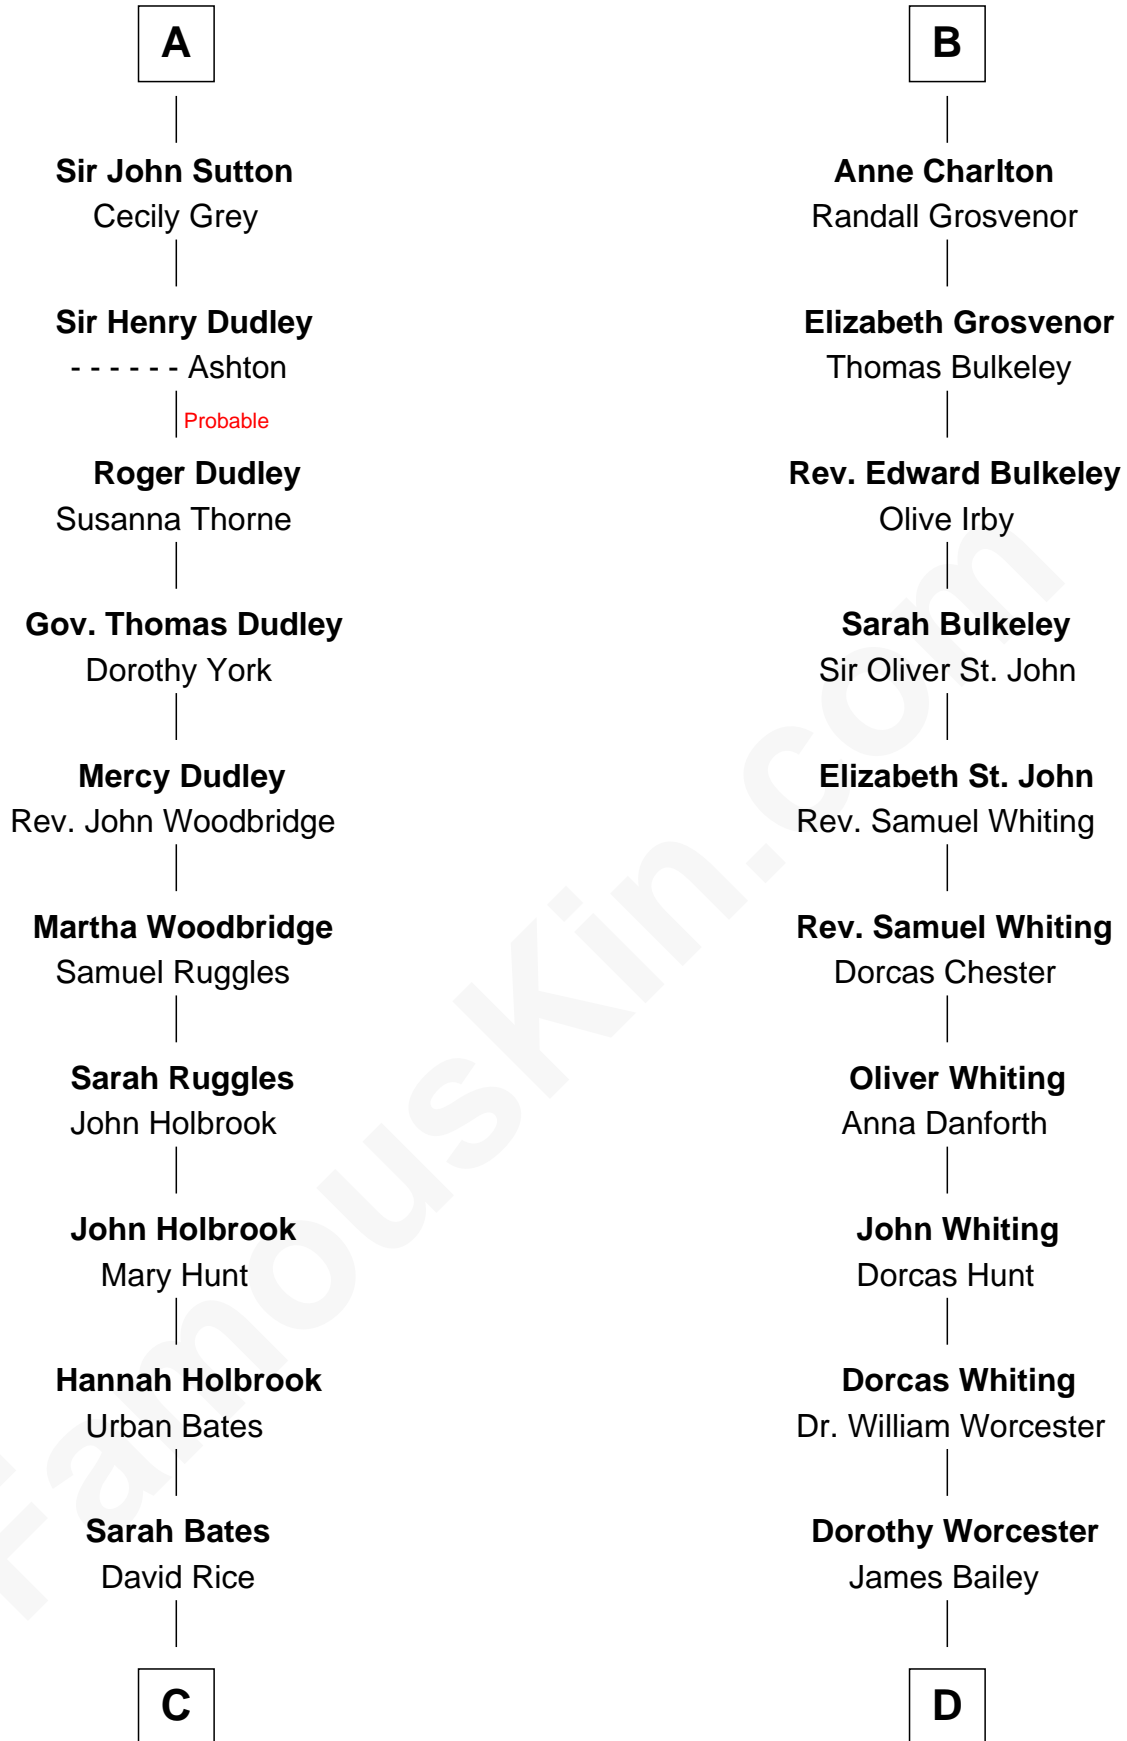 A
Sir John Sutton
Cecily Grey
Sir Henry Dudley
- - - - - - Ashton
Probable
Roger Dudley
Susanna Thorne
Gov. Thomas Dudley
Dorothy York
Mercy Dudley
Rev. John Woodbridge
Martha Woodbridge
Samuel Ruggles
Sarah Ruggles
John Holbrook
John Holbrook
Mary Hunt
Hannah Holbrook
Urban Bates
Sarah Bates
David Rice
C
B
Anne Charlton
Randall Grosvenor
Elizabeth Grosvenor
Thomas Bulkeley
Rev. Edward Bulkeley
Olive Irby
Sarah Bulkeley
Sir Oliver St. John
Elizabeth St. John
Rev. Samuel Whiting
Rev. Samuel Whiting
Dorcas Chester
Oliver Whiting
Anna Danforth
John Whiting
Dorcas Hunt
Dorcas Whiting
Dr. William Worcester
Dorothy Worcester
James Bailey
D
FamousKin.com